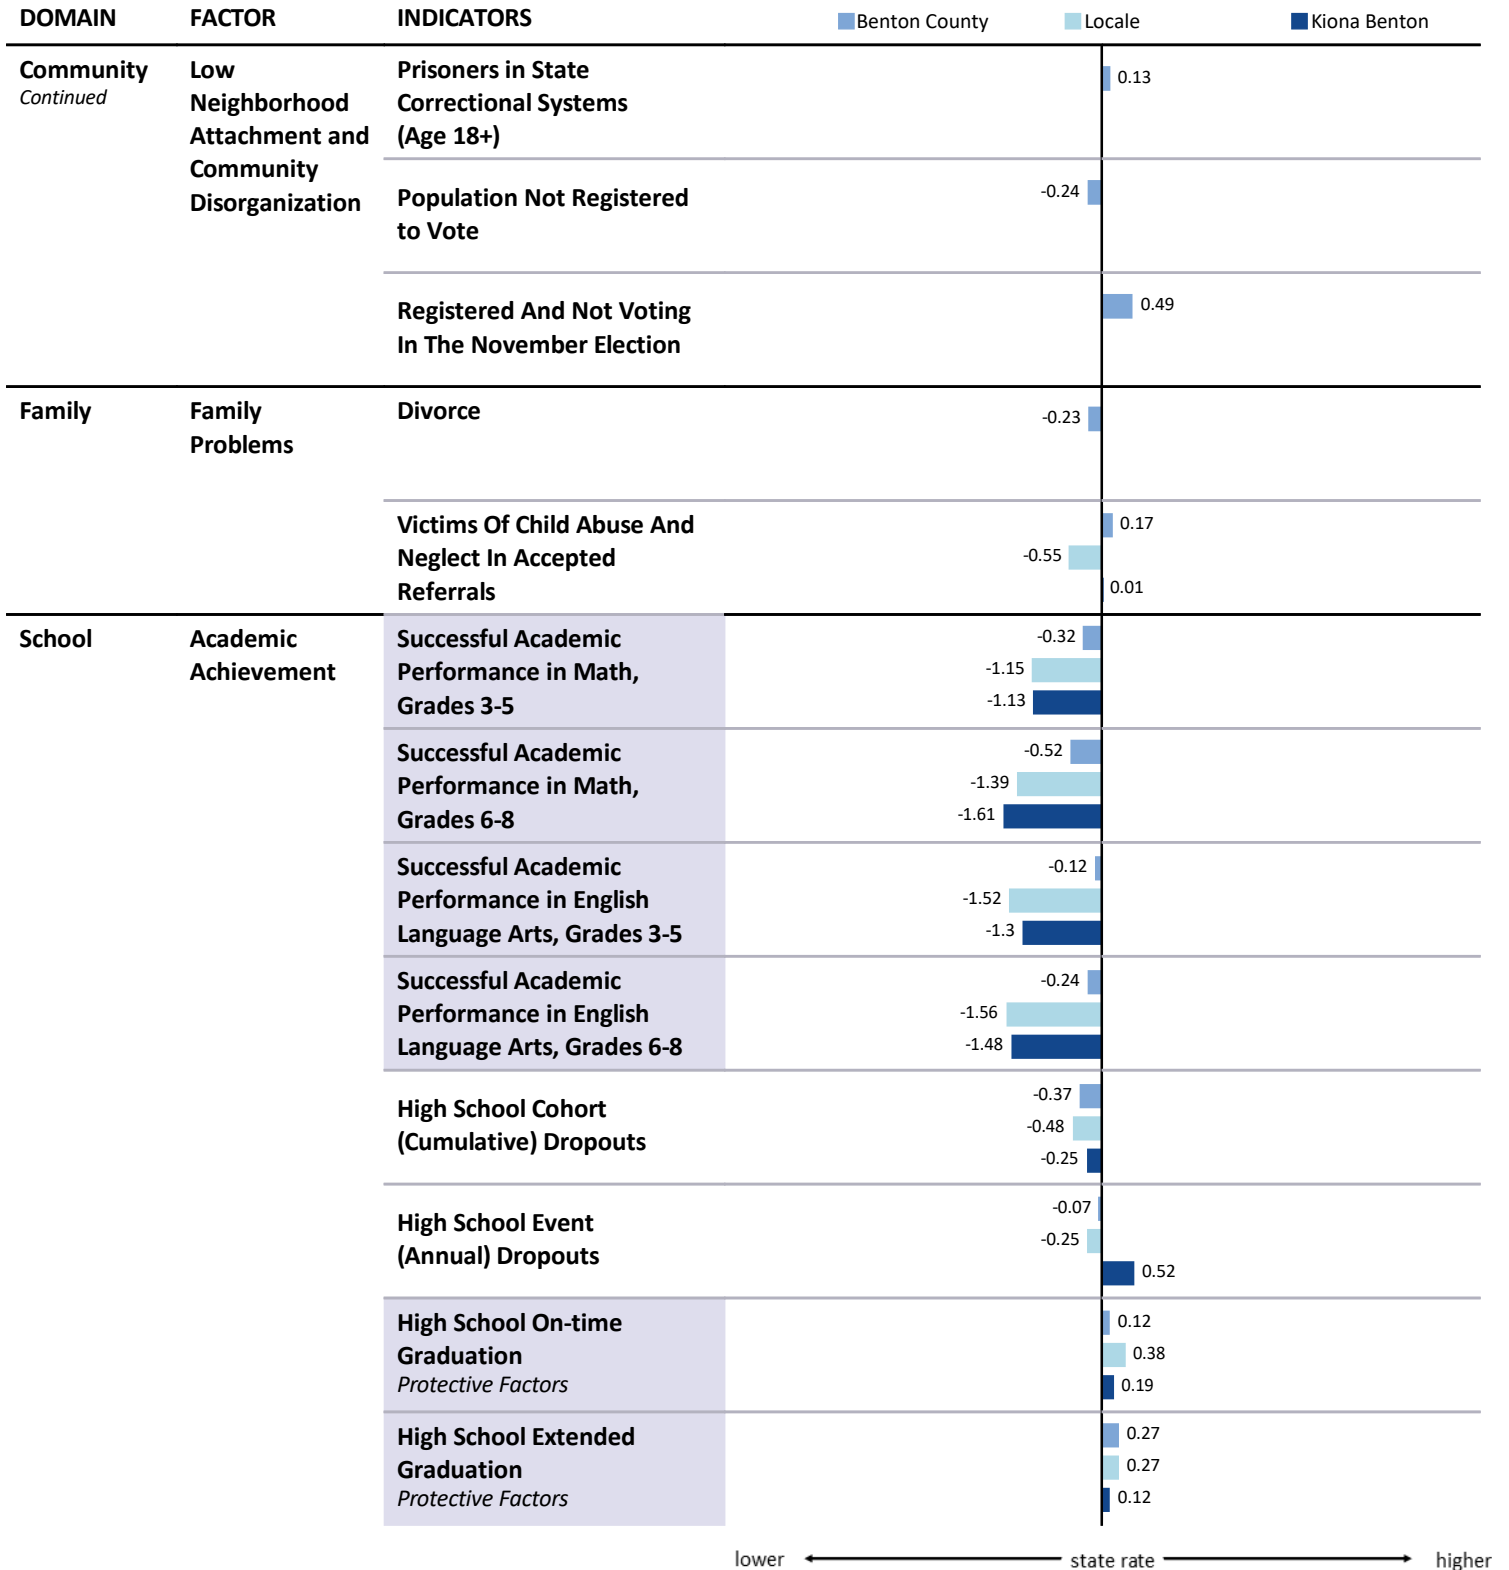 DOMAIN FACTOR INDICATORS Benton County Locale Kiona Benton
Community
Continued
Low
Neighborhood
Attachment and
Community
Disorganization
Prisoners in State
Correctional Systems
(Age 18+)
0.13
Population Not Registered
to Vote
-0.24
Registered And Not Voting
In The November Election
0.49
Family
Family
Problems
Divorce
-0.23
Victims Of Child Abuse And
Neglect In Accepted
Referrals
0.17
-0.55
0.01
School
Academic
Achievement
Successful Academic
Performance in Math,
Grades 3-5
-0.32
-1.15
-1.13
Successful Academic
Performance in Math,
Grades 6-8
-0.52
-1.39
-1.61
Successful Academic
Performance in English
Language Arts, Grades 3-5
-0.12
-1.52
-1.3
Successful Academic
Performance in English
Language Arts, Grades 6-8
-0.24
-1.56
-1.48
High School Cohort
(Cumulative) Dropouts
-0.37
-0.48
-0.25
High School Event
(Annual) Dropouts
-0.07
-0.25
0.52
High School On-time
Graduation
Protective Factors
0.12
0.38
0.19
High School Extended
Graduation
Protective Factors
0.27
0.27
0.12
lower state rate higher